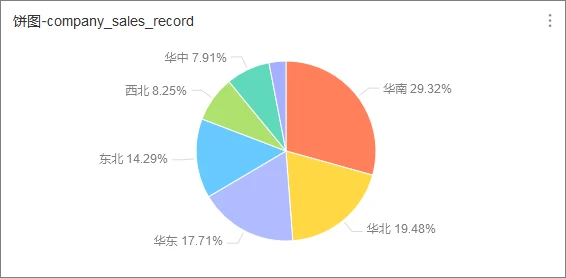 饼图-company_sales_record
华中 7.91%
华南 29.32%
西北 8.25%
东北 14.29%
华北 19.48%
华东 17.71%